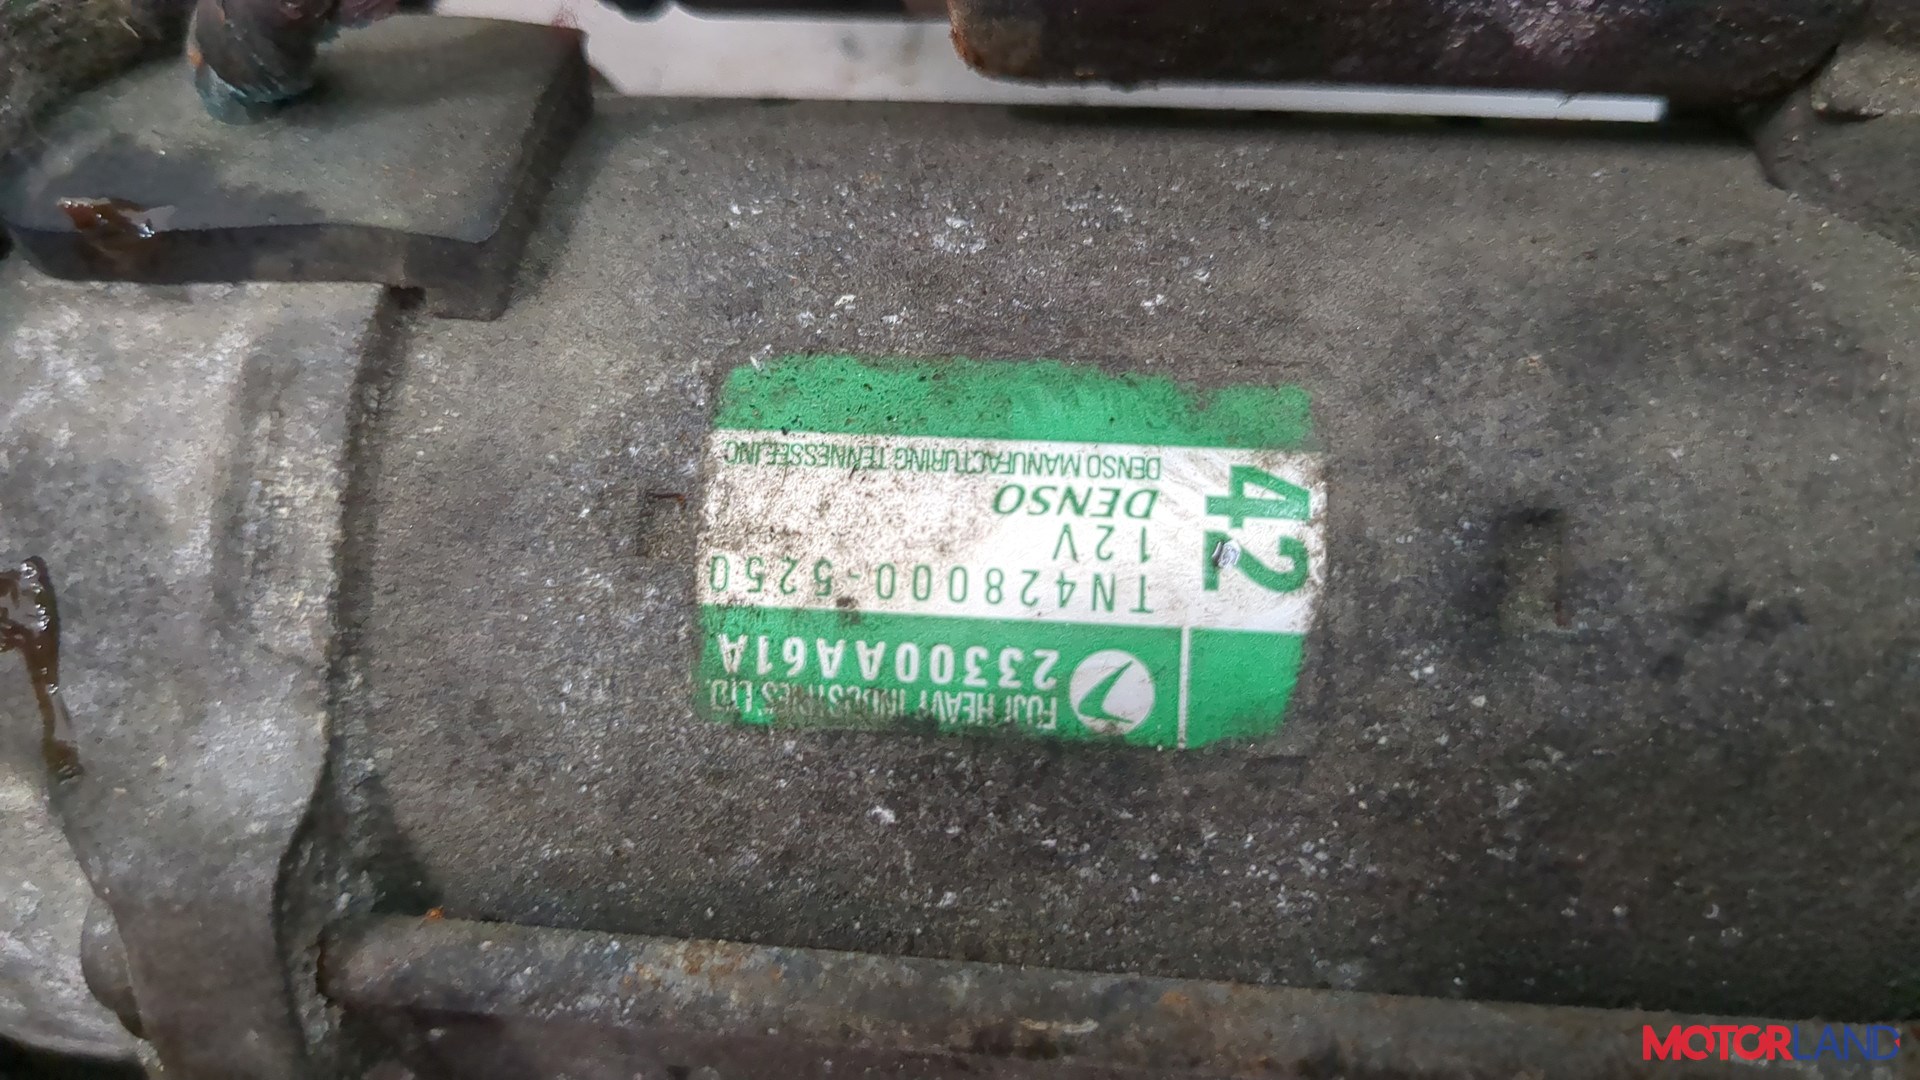 FUJI HEAVY INDUSTRIES LTD.
23300AA61A
TN428000-5250
12V
DENSO
DENSO MANUFACTURING TENNESSEE,INC
42
MOTORLAND